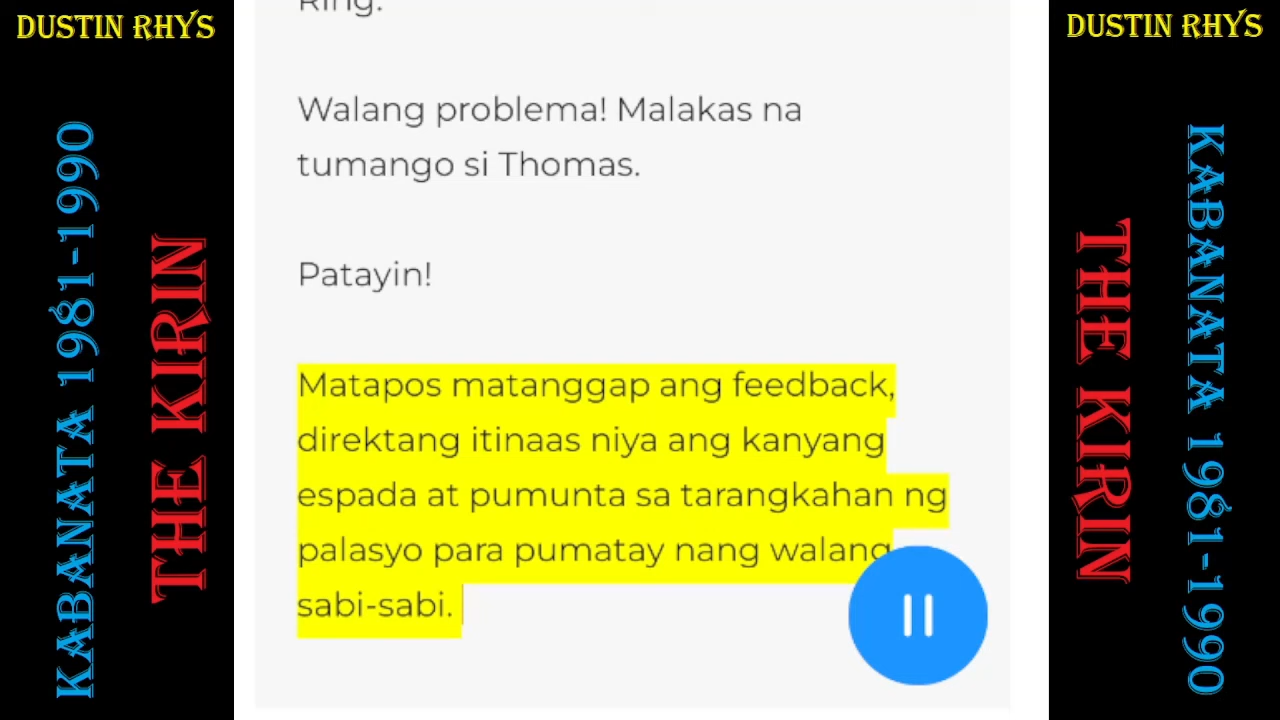 DUSTIN RHYS
KABANATA 1981-1990
THE KIRIN
Ring.
Walang problema! Malakas na
tumango si Thomas.
Patayin!
Matapos matanggap ang feedback,
direktang itinaas niya ang kanyang
espada at pumunta sa tarangkahan ng
palasyo para pumatay nang walang
sabi-sabi.
DUSTIN RHYS
THE KIRIN
KABANATA 1981-1990